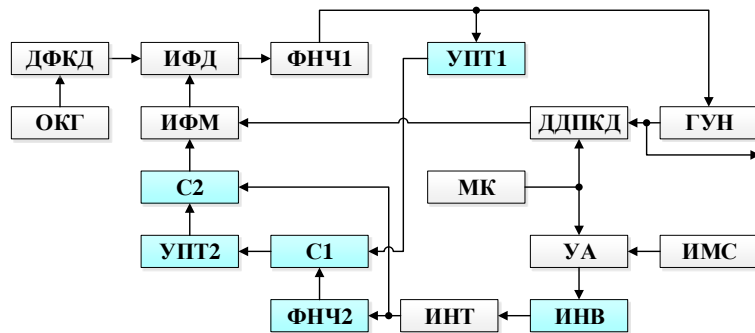 ДФКД
ИФД
ФНЧ1
УПТ1
ОКГ
ИФМ
ДДПКД
ГУН
С2
МК
УПТ2
С1
УА
ИМС
ФНЧ2
ИНТ
ИНВ